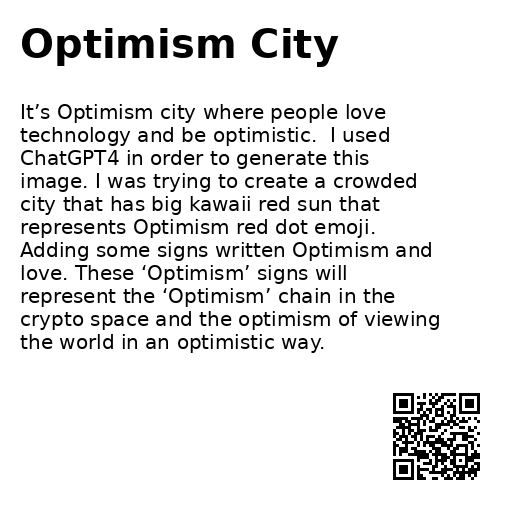 Optimism City
It’s Optimism city where people love
technology and be optimistic.  I used
ChatGPT4 in order to generate this
image. I was trying to create a crowded
city that has big kawaii red sun that
represents Optimism red dot emoji.
Adding some signs written Optimism and
love. These ‘Optimism’ signs will
represent the ‘Optimism’ chain in the
crypto space and the optimism of viewing
the world in an optimistic way.